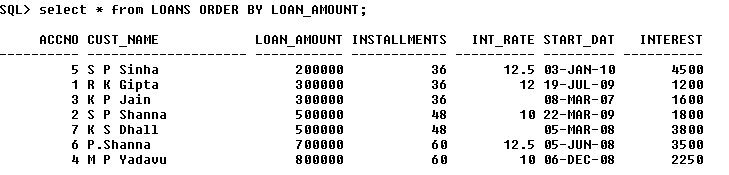 SQL> select * from LOANS ORDER BY LOAN_AMOUNT;
ACCNO CUST_NAME LOAN_AMOUNT INSTALLMENTS INT_RATE START_DAT INTEREST
---------- -------------------- ----------- ------------ ---------- --------- ----------
5 S P Sinha 200000 36 12.5 03-JAN-10 4500
1 R K Gipta 300000 36 12 19-JUL-09 1200
3 K P Jain 300000 36 08-MAR-07 1600
2 S P Shanna 500000 48 10 22-MAR-09 1800
7 K S Dhall 500000 48 05-MAR-08 3800
6 P.Shanna 700000 60 12.5 05-JUN-08 3500
4 M P Yadavu 800000 60 10 06-DEC-08 2250